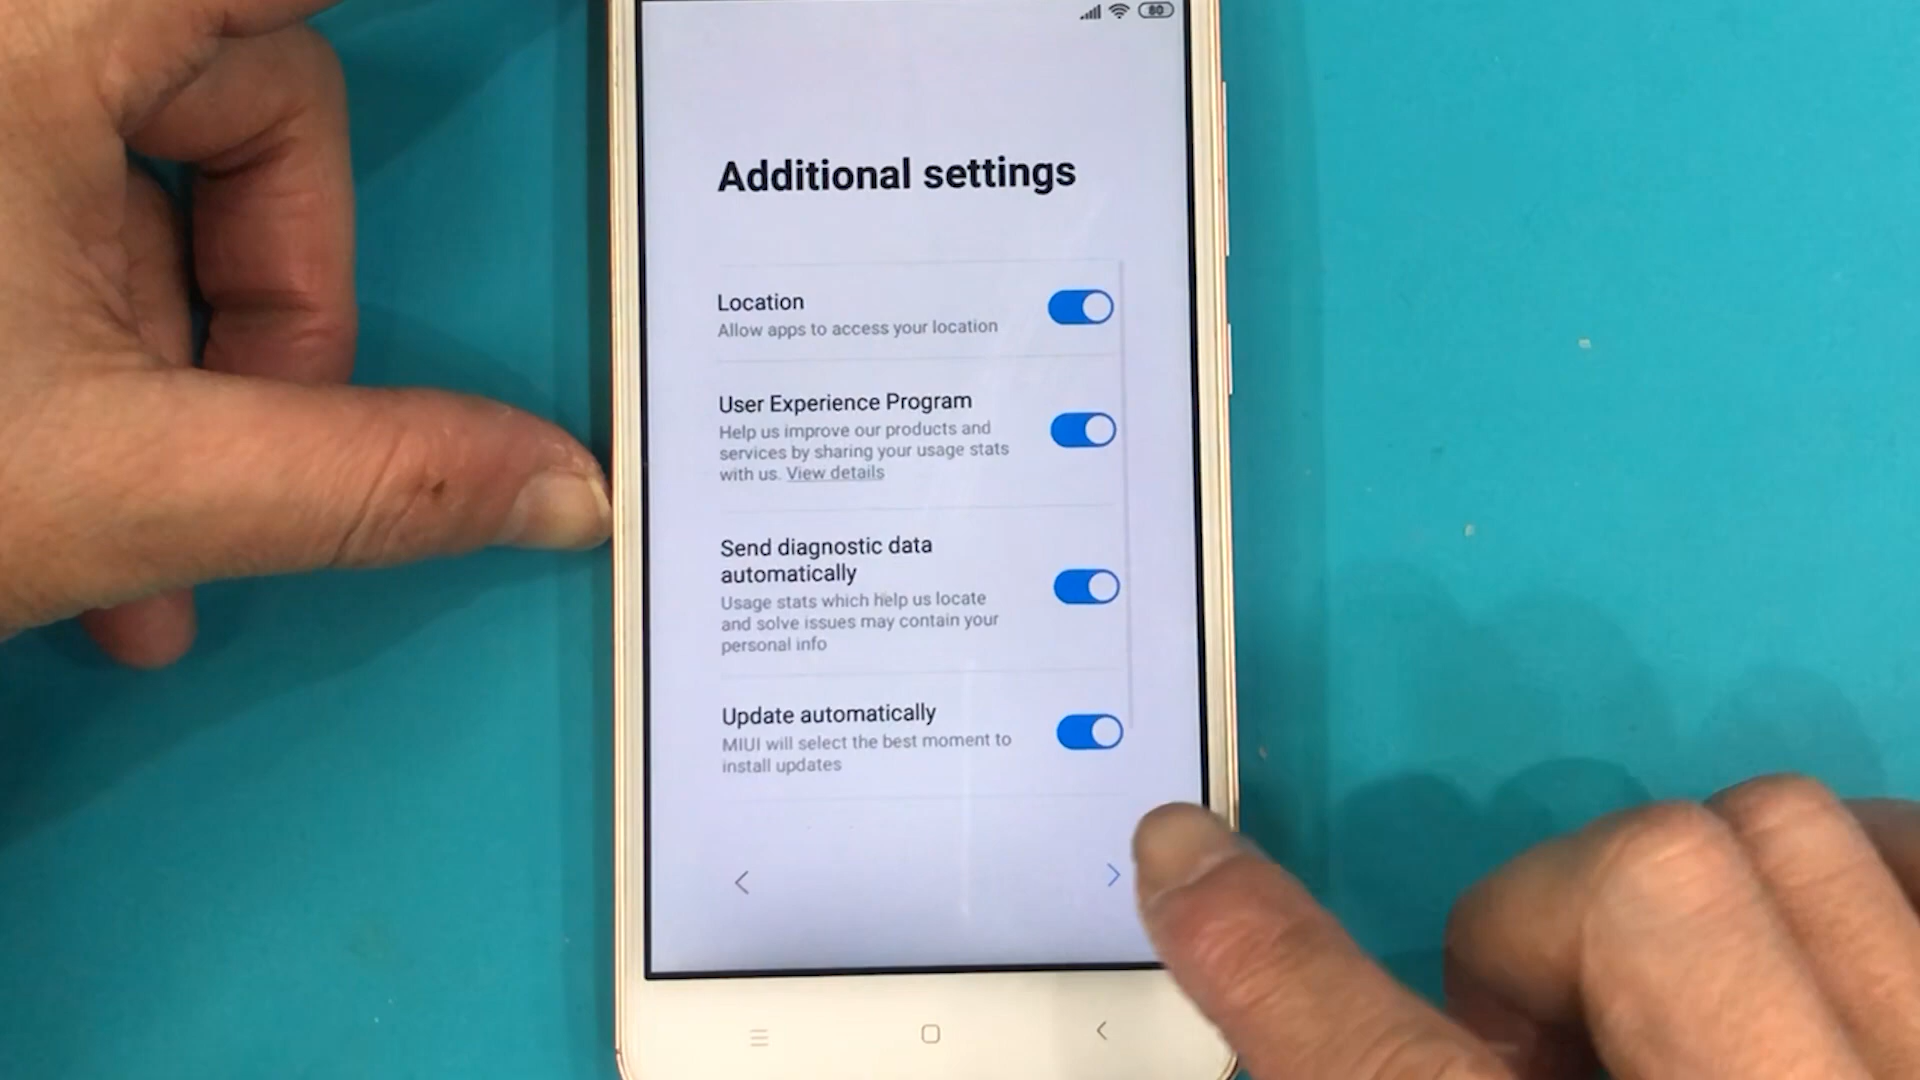 80
Additional settings
Location
Allow apps to access your location
User Experience Program
Help us improve our products and
services by sharing your usage stats
with us. View details
Send diagnostic data
automatically
Usage stats which help us locate
and solve issues may contain your
personal info
Update automatically
MIUI will select the best moment to
install updates